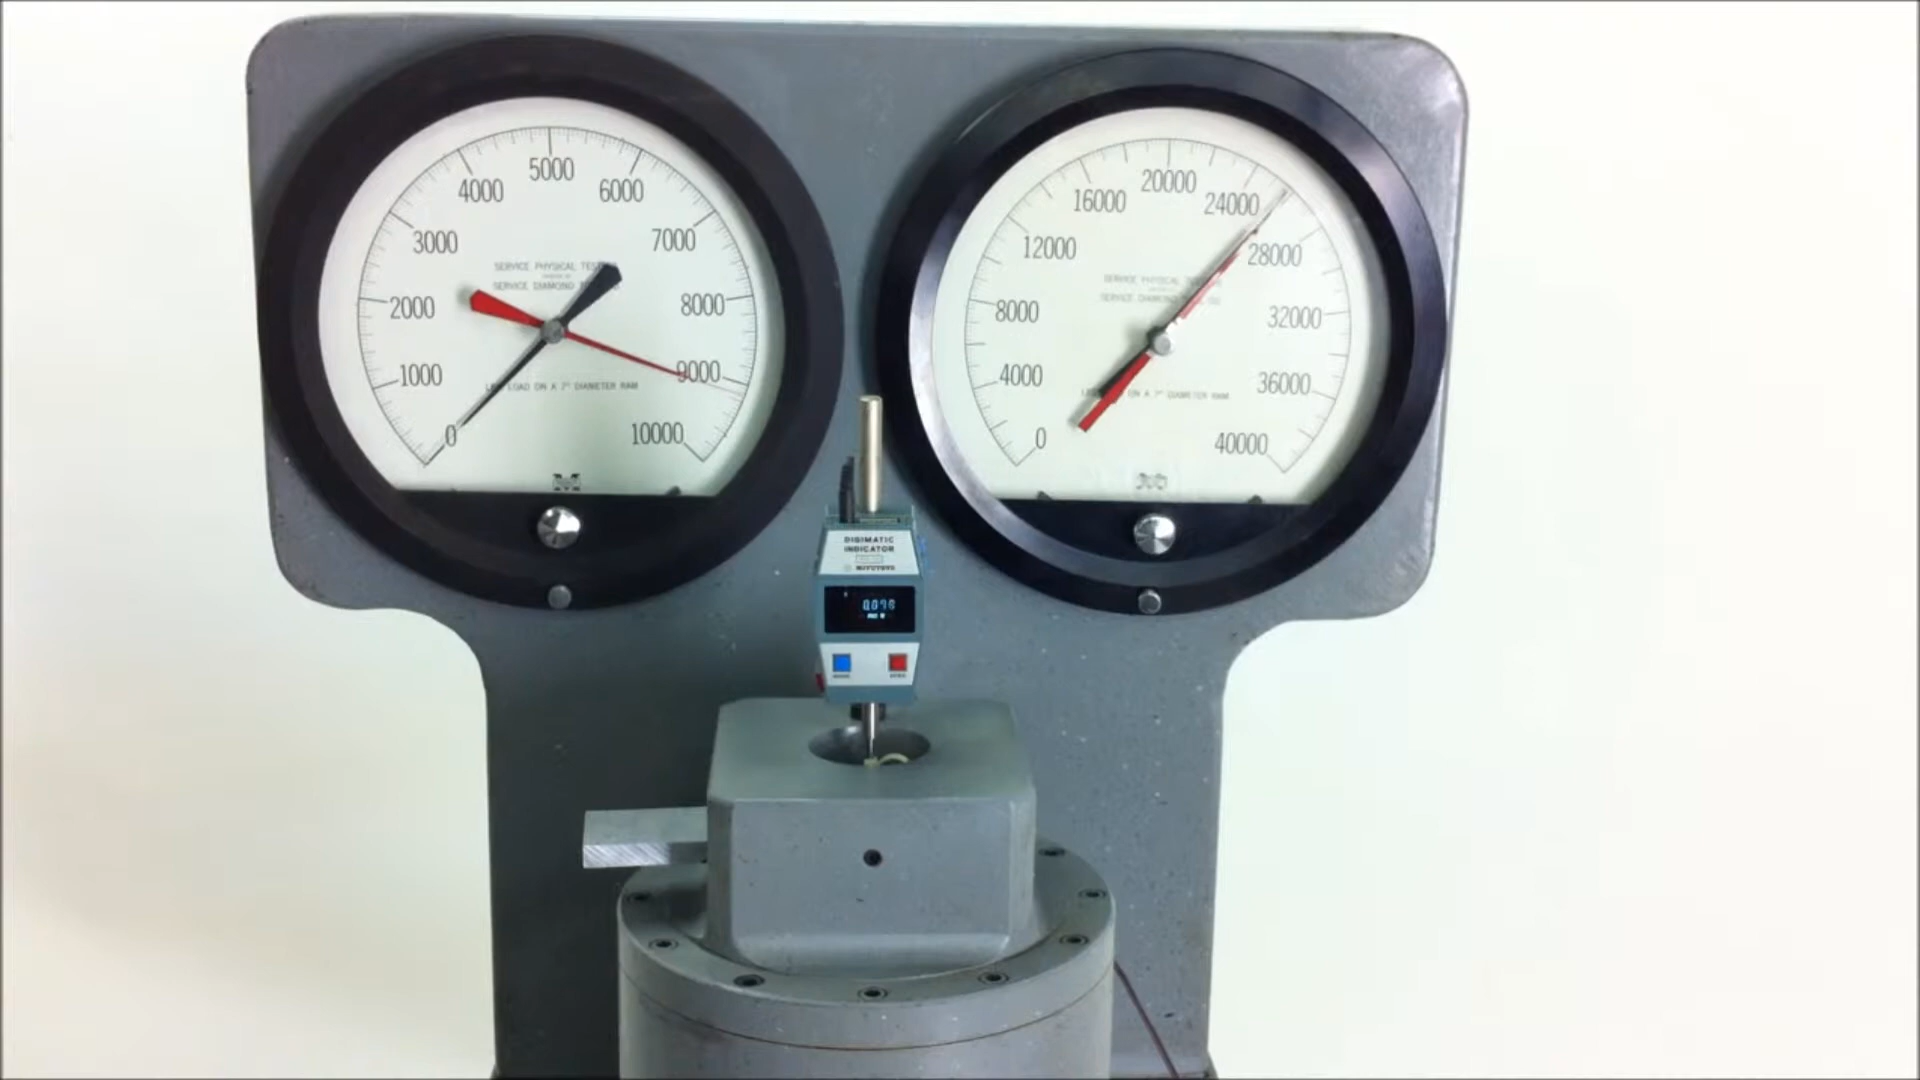 5000
4000
6000
3000
7000
2000
8000
1000
9000
0
10000
SERVICE PHYSICAL
SERVICE DIAMOND
LOAD ON A 7" DIAMETER RAM
20000
16000
24000
12000
28000
8000
32000
4000
36000
0
40000
SERVICE PHYSICAL
SERVICE DIAMOND
ON A 7" DIAMETER RAM
DIGIMATIC
INDICATOR
MITUTOYO